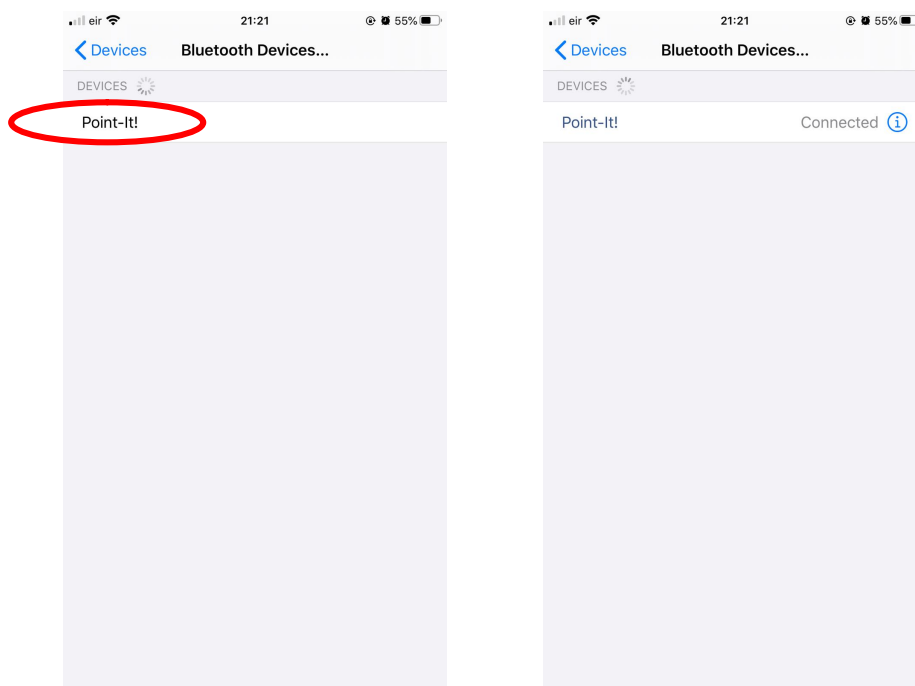 eir 21:21 55%
Devices Bluetooth Devices...
DEVICES
Point-It!
eir 21:21 55%
Devices Bluetooth Devices...
DEVICES
Point-It! Connected